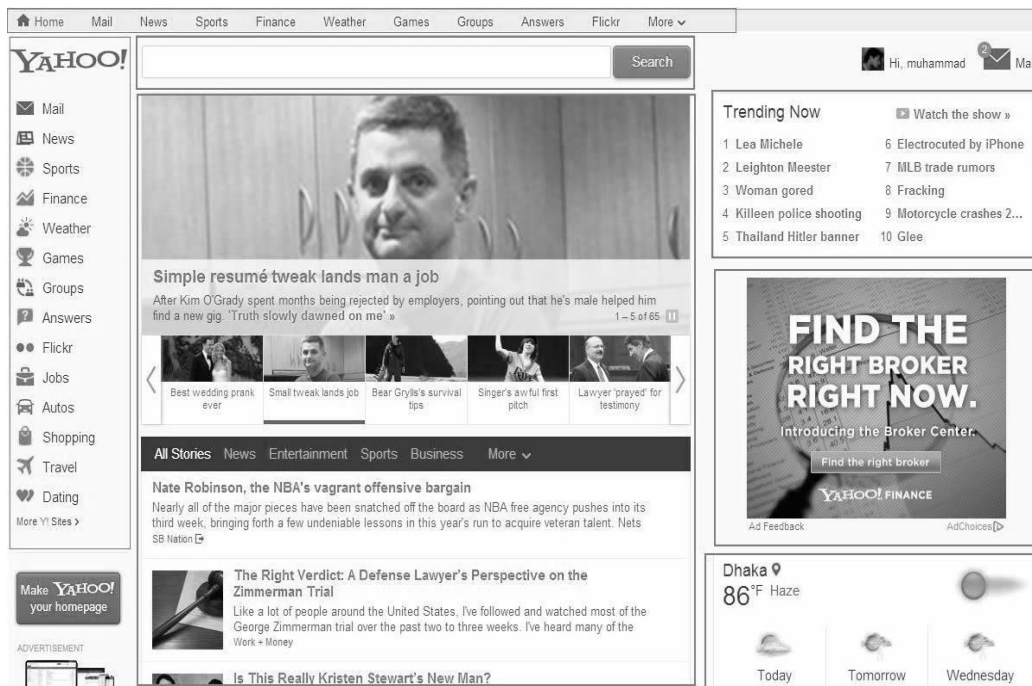 Home Mail News Sports Finance Weather Games Groups Answers Flickr More
YAHOO!
Search
Hi, muhammad
2
Ma
Mail
News
Sports
Finance
Weather
Games
Groups
Answers
Flickr
Jobs
Autos
Shopping
Travel
Dating
More Y! Sites >
Make YAHOO!
your homepage
ADVERTISEMENT
Simple resumé tweak lands man a job
After Kim O'Grady spent months being rejected by employers, pointing out that he's male helped him
find a new gig. 'Truth slowly dawned on me' »
1 – 5 of 65
Best wedding prank
ever
Small tweak lands job
Bear Grylls's survival
tips
Singer's awful first
pitch
Lawyer 'prayed' for
testimony
All Stories News Entertainment Sports Business More
Nate Robinson, the NBA's vagrant offensive bargain
Nearly all of the major pieces have been snatched off the board as NBA free agency pushes into its
third week, bringing forth a few undeniable lessons in this year's run to acquire veteran talent. Nets
SB Nation
The Right Verdict: A Defense Lawyer's Perspective on the
Zimmerman Trial
Like a lot of people around the United States, I've followed and watched most of the
George Zimmerman trial over the past two to three weeks. I've heard many of the
Work + Money
Is This Really Kristen Stewart's New Man?
Trending Now
Watch the show »
1 Lea Michele
2 Leighton Meester
3 Woman gored
4 Killeen police shooting
5 Thailand Hitler banner
6 Electrocuted by iPhone
7 MLB trade rumors
8 Fracking
9 Motorcycle crashes 2...
10 Glee
FIND THE
RIGHT BROKER
RIGHT NOW.
Introducing the Broker Center.
Find the right broker
YAHOO! FINANCE
Ad Feedback
AdChoices
Dhaka
86°F Haze
Today
Tomorrow
Wednesday